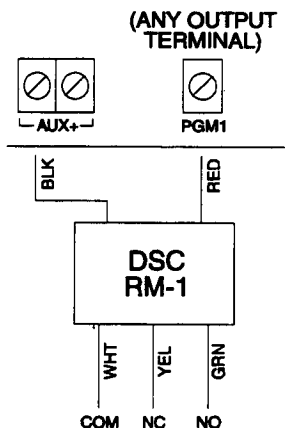 (ANY OUTPUT
TERMINAL)
AUX+
PGM1
BLK
RED
DSC
RM-1
WHT
YEL
GRN
COM NC NO